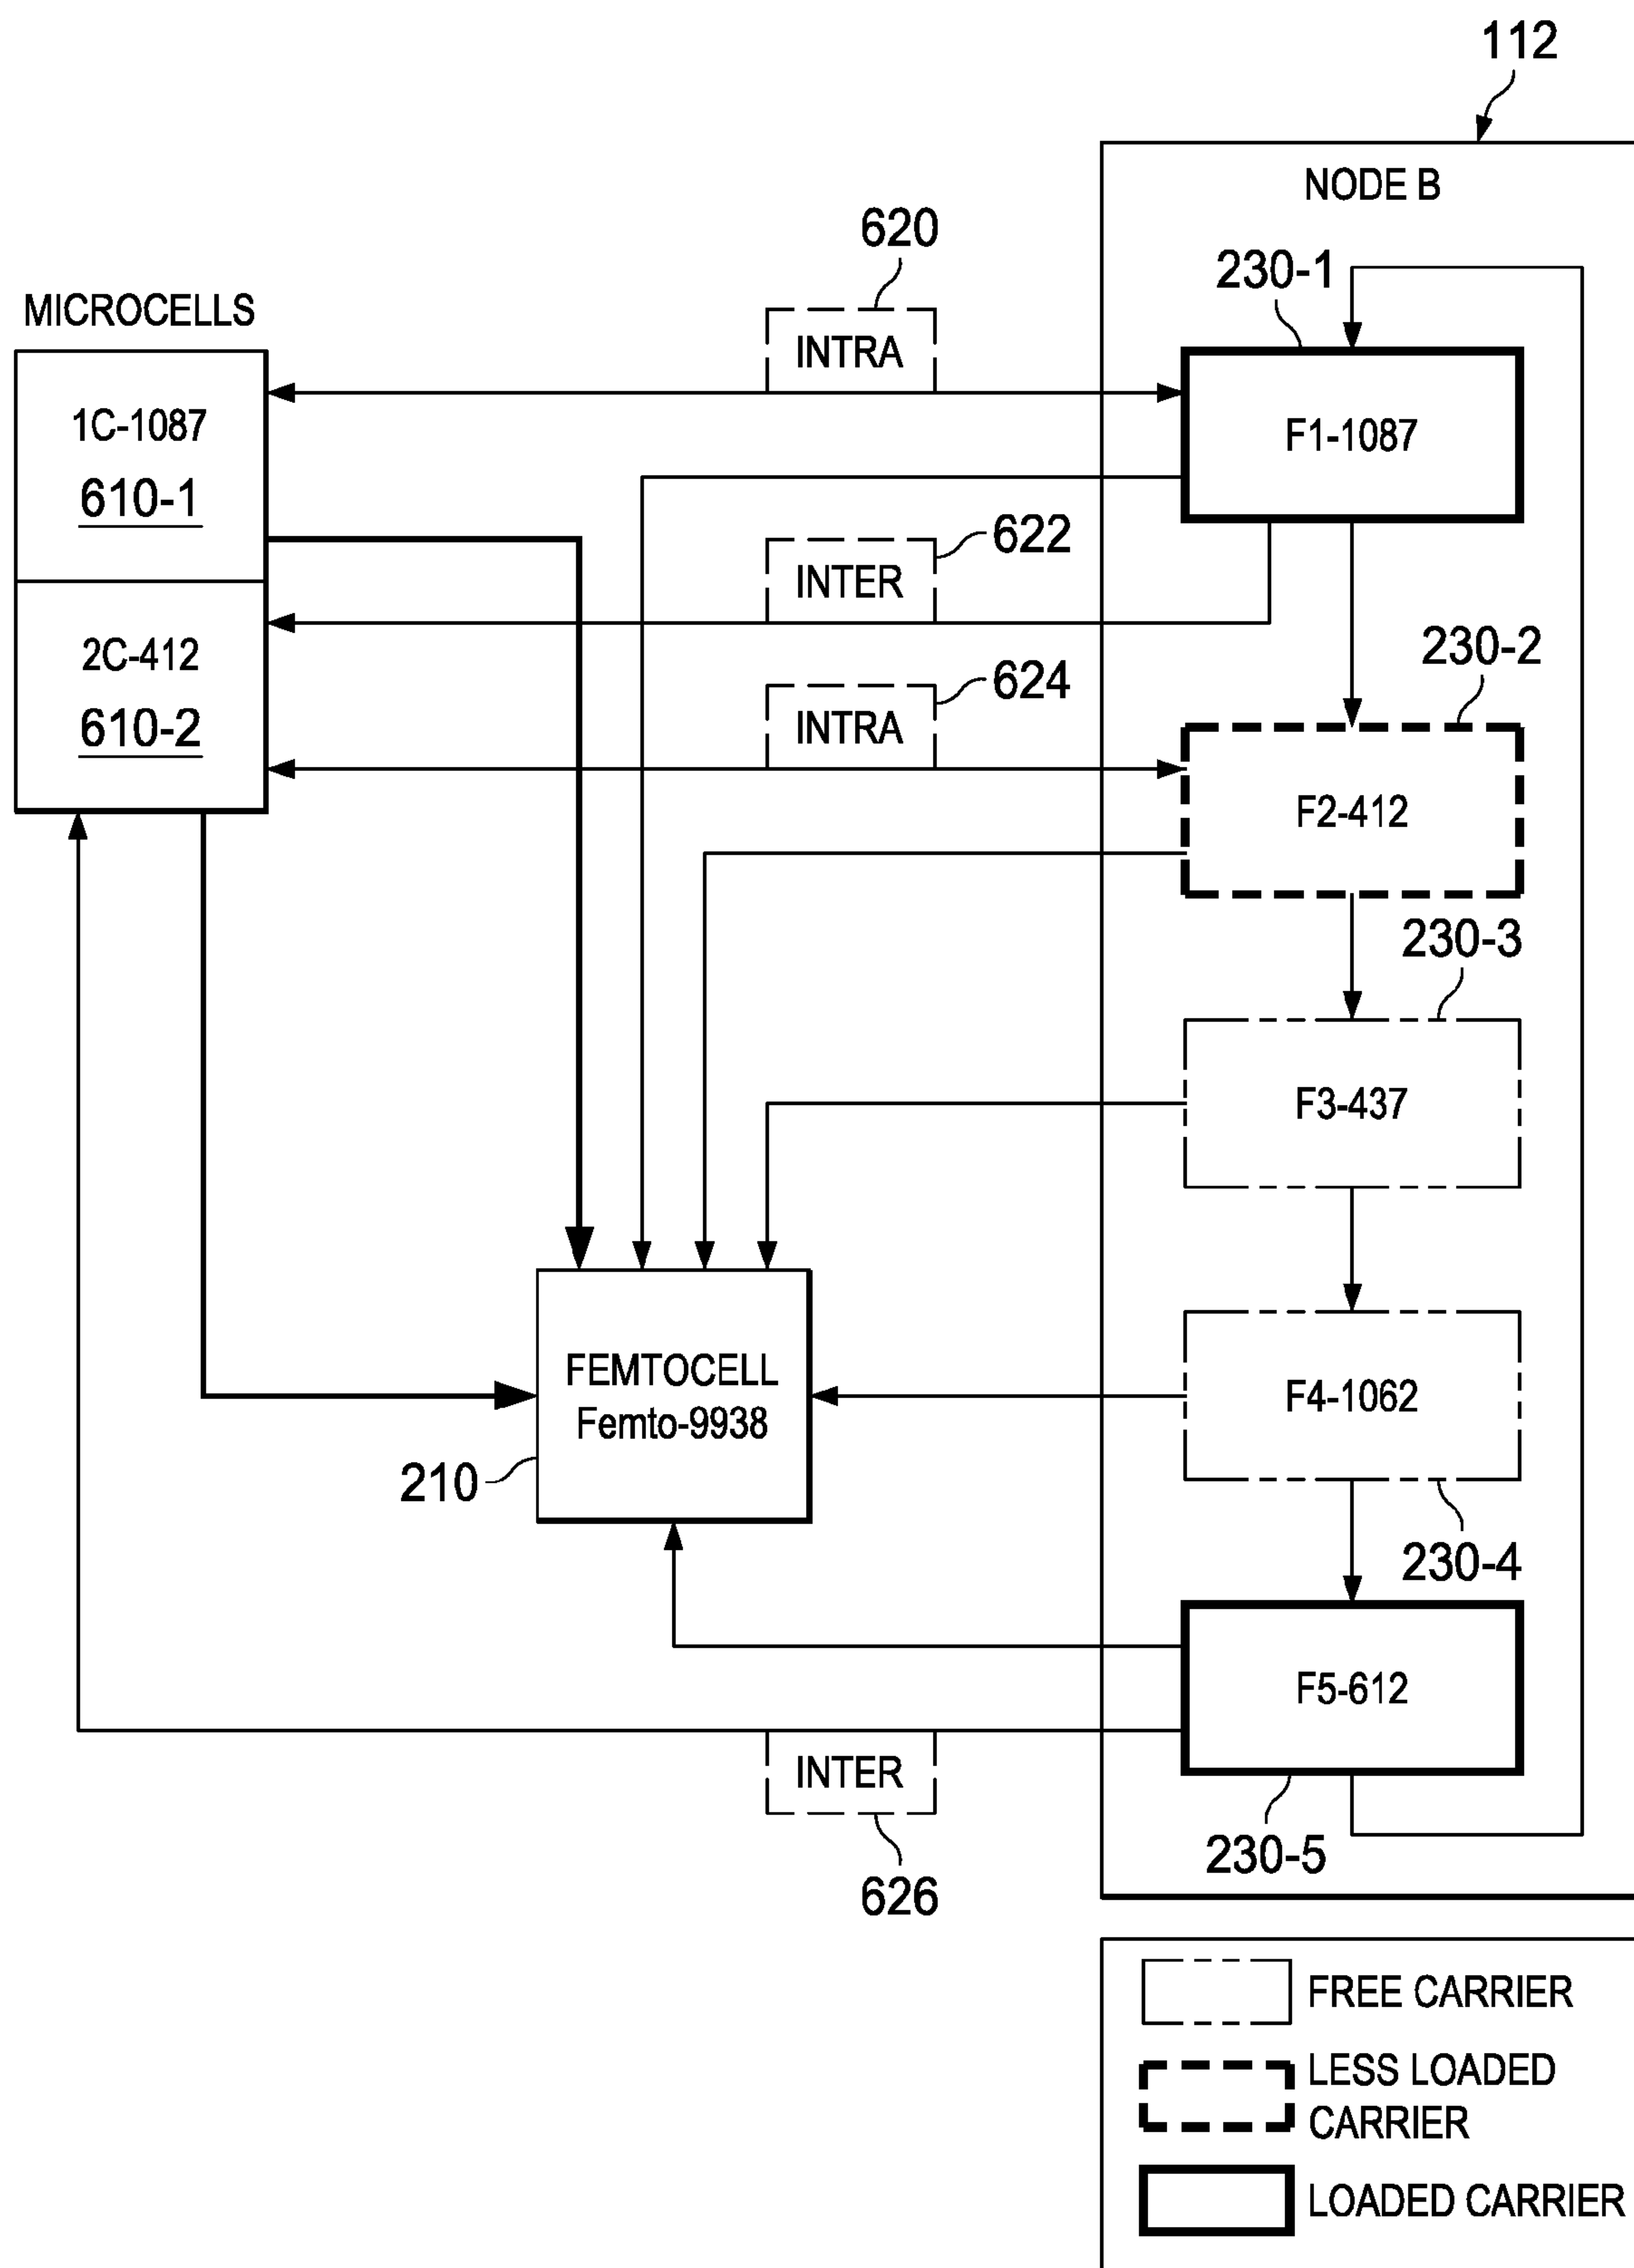 112
NODE B
620
230-1
MICROCELLS
INTRA
1C-1087
610-1
F1-1087
622
INTER
2C-412
610-2
624
INTRA
230-2
F2-412
230-3
F3-437
FEMTOCELL
Femto-9938
210
F4-1062
230-4
F5-612
INTER
626
230-5
FREE CARRIER
LESS LOADED
CARRIER
LOADED CARRIER